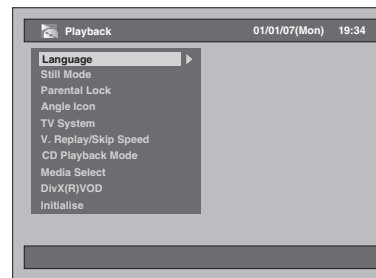 Playback 01/01/07(Mon) 19:34
Language
Still Mode
Parental Lock
Angle Icon
TV System
V. Replay/Skip Speed
CD Playback Mode
Media Select
DivX(R)VOD
Initialise